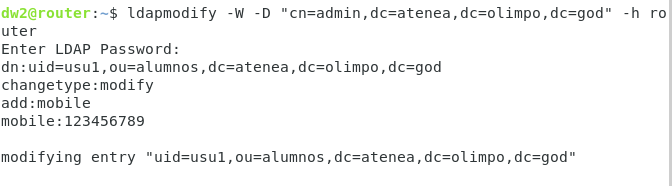 dw2@router:~$ ldapmodify -W -D "cn=admin,dc=atenea,dc=olimpo,dc=god" -h ro
uter
Enter LDAP Password:
dn:uid=usu1,ou=alumnos,dc=atenea,dc=olimpo,dc=god
changetype:modify
add:mobile
mobile:123456789

modifying entry "uid=usu1,ou=alumnos,dc=atenea,dc=olimpo,dc=god"